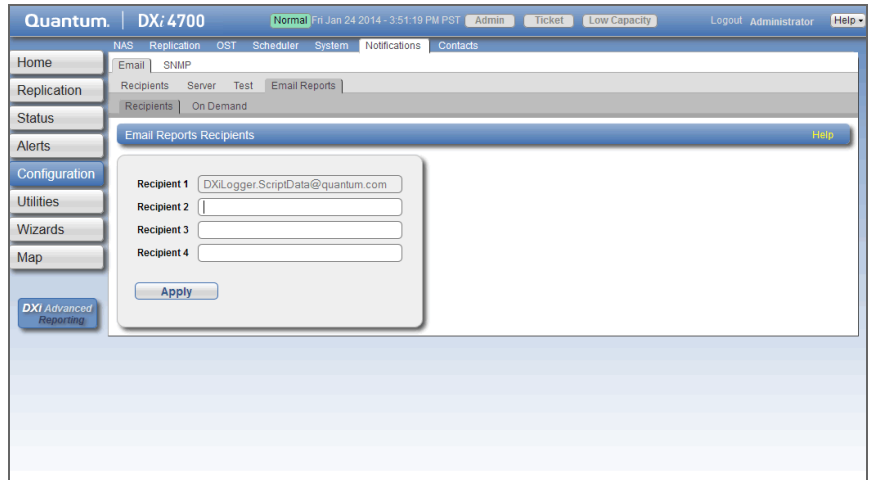 Quantum. DXi 4700 Normal Fri Jan 24 2014 - 3:51:19 PM PST Admin Ticket Low Capacity Logout Administrator Help
NAS Replication OST Scheduler System Notifications Contacts
Home
Replication
Status
Alerts
Configuration
Utilities
Wizards
Map
DXi Advanced
Reporting
Email SNMP
Recipients Server Test Email Reports
Recipients On Demand
Email Reports Recipients Help
Recipient 1 DXiLogger.ScriptData@quantum.com
Recipient 2
Recipient 3
Recipient 4
Apply